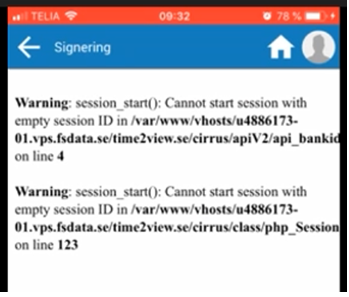 TELIA 09:32 78 %
Signering
Warning: session_start(): Cannot start session with
empty session ID in /var/www/vhosts/u4886173-
01.vps.fsdata.se/time2view.se/cirrus/apiV2/api_bankid
on line 4
Warning: session_start(): Cannot start session with
empty session ID in /var/www/vhosts/u4886173-
01.vps.fsdata.se/time2view.se/cirrus/class/php_Session
on line 123